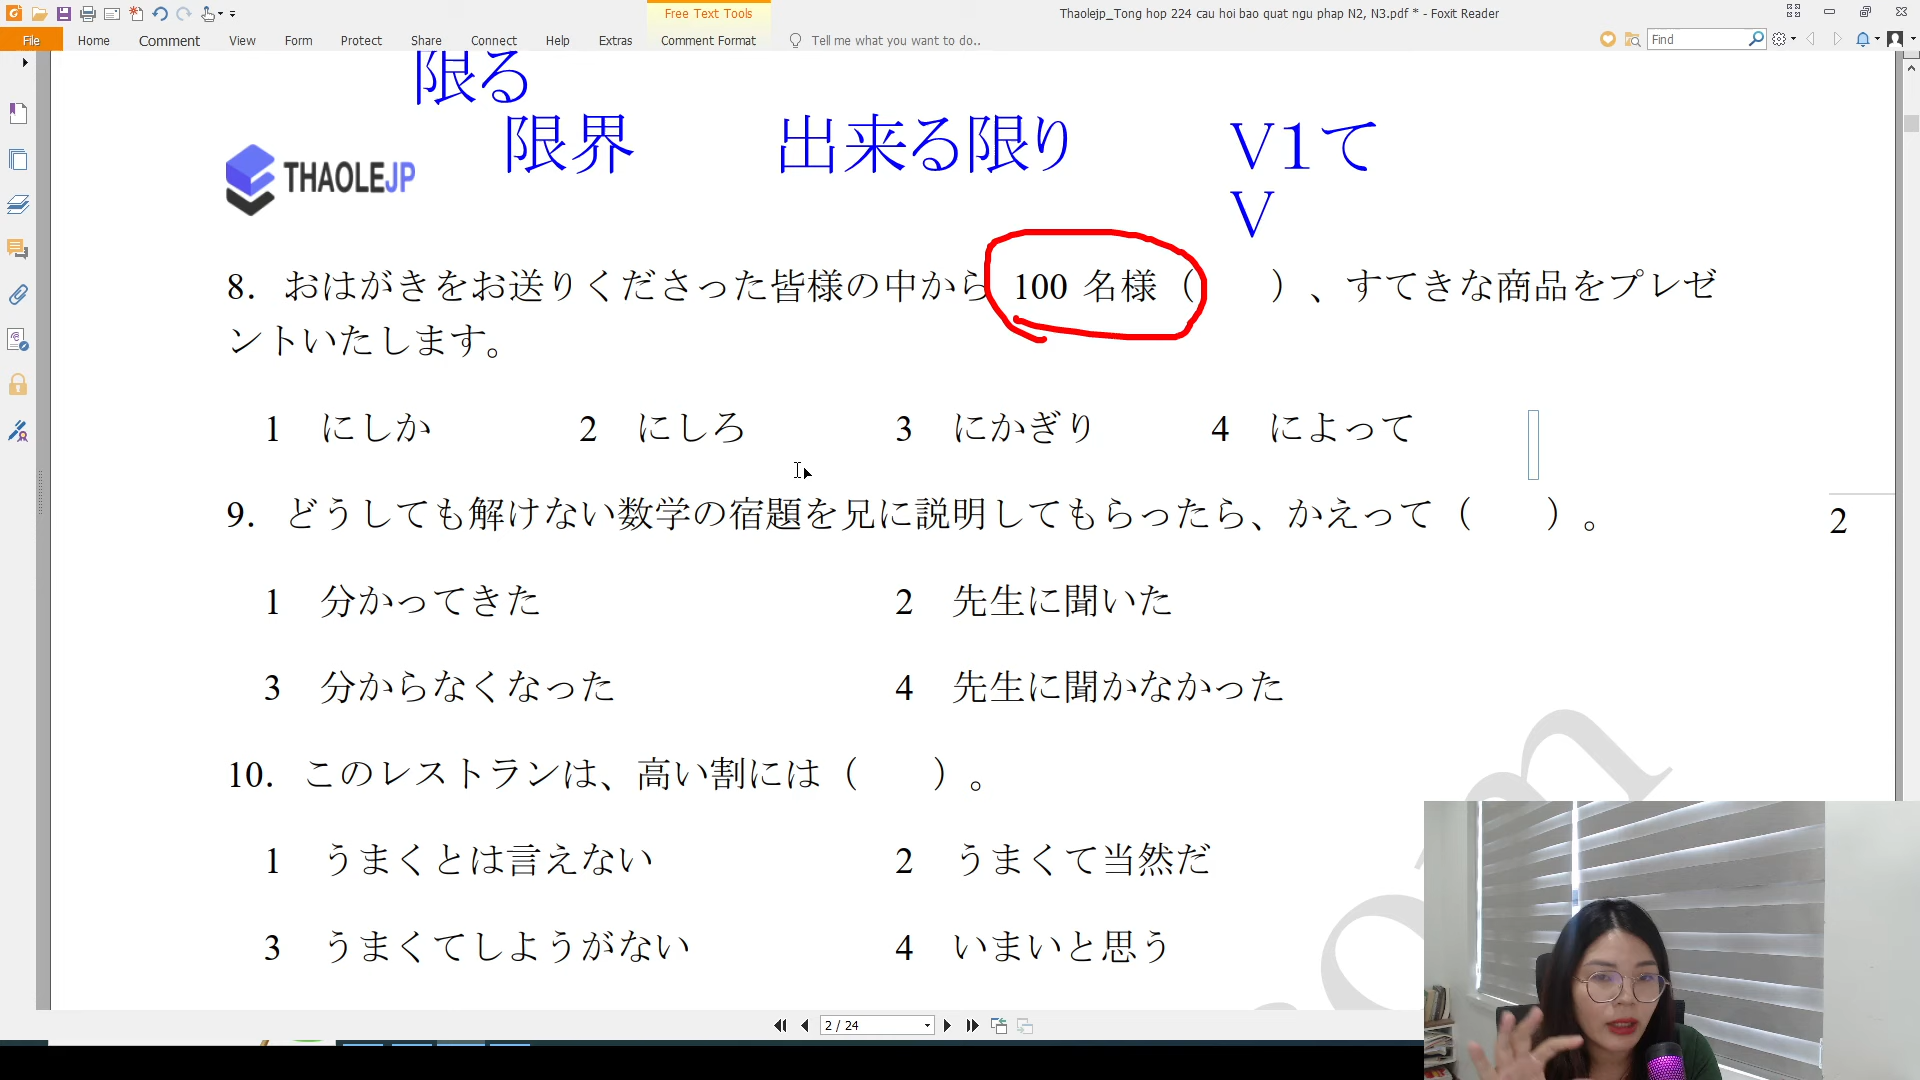 Free Text Tools
Thaolejp_Tong hop 224 cau hoi bao quat ngu phap N2, N3.pdf * - Foxit Reader
File Home Comment View Form Protect Share Connect Help Extras Comment Format Tell me what you want to do.. Find
限る
限界 出来る限り V1て
V
THAOLEJP
8. おはがきをお送りくださった皆様の中から 100 名様（ ）、すてきな商品をプレゼ
ントいたします。
1 にしか 2 にしろ 3 にかぎり 4 によって
9. どうしても解けない数学の宿題を兄に説明してもらったら、かえって（ ）。
2
1 分かってきた 2 先生に聞いた
3 分からなくなった 4 先生に聞かなかった
10. このレストランは、高い割には（ ）。
1 うまくとは言えない 2 うまくて当然だ
3 うまくてしようがない 4 いまいと思う
om
2 / 24